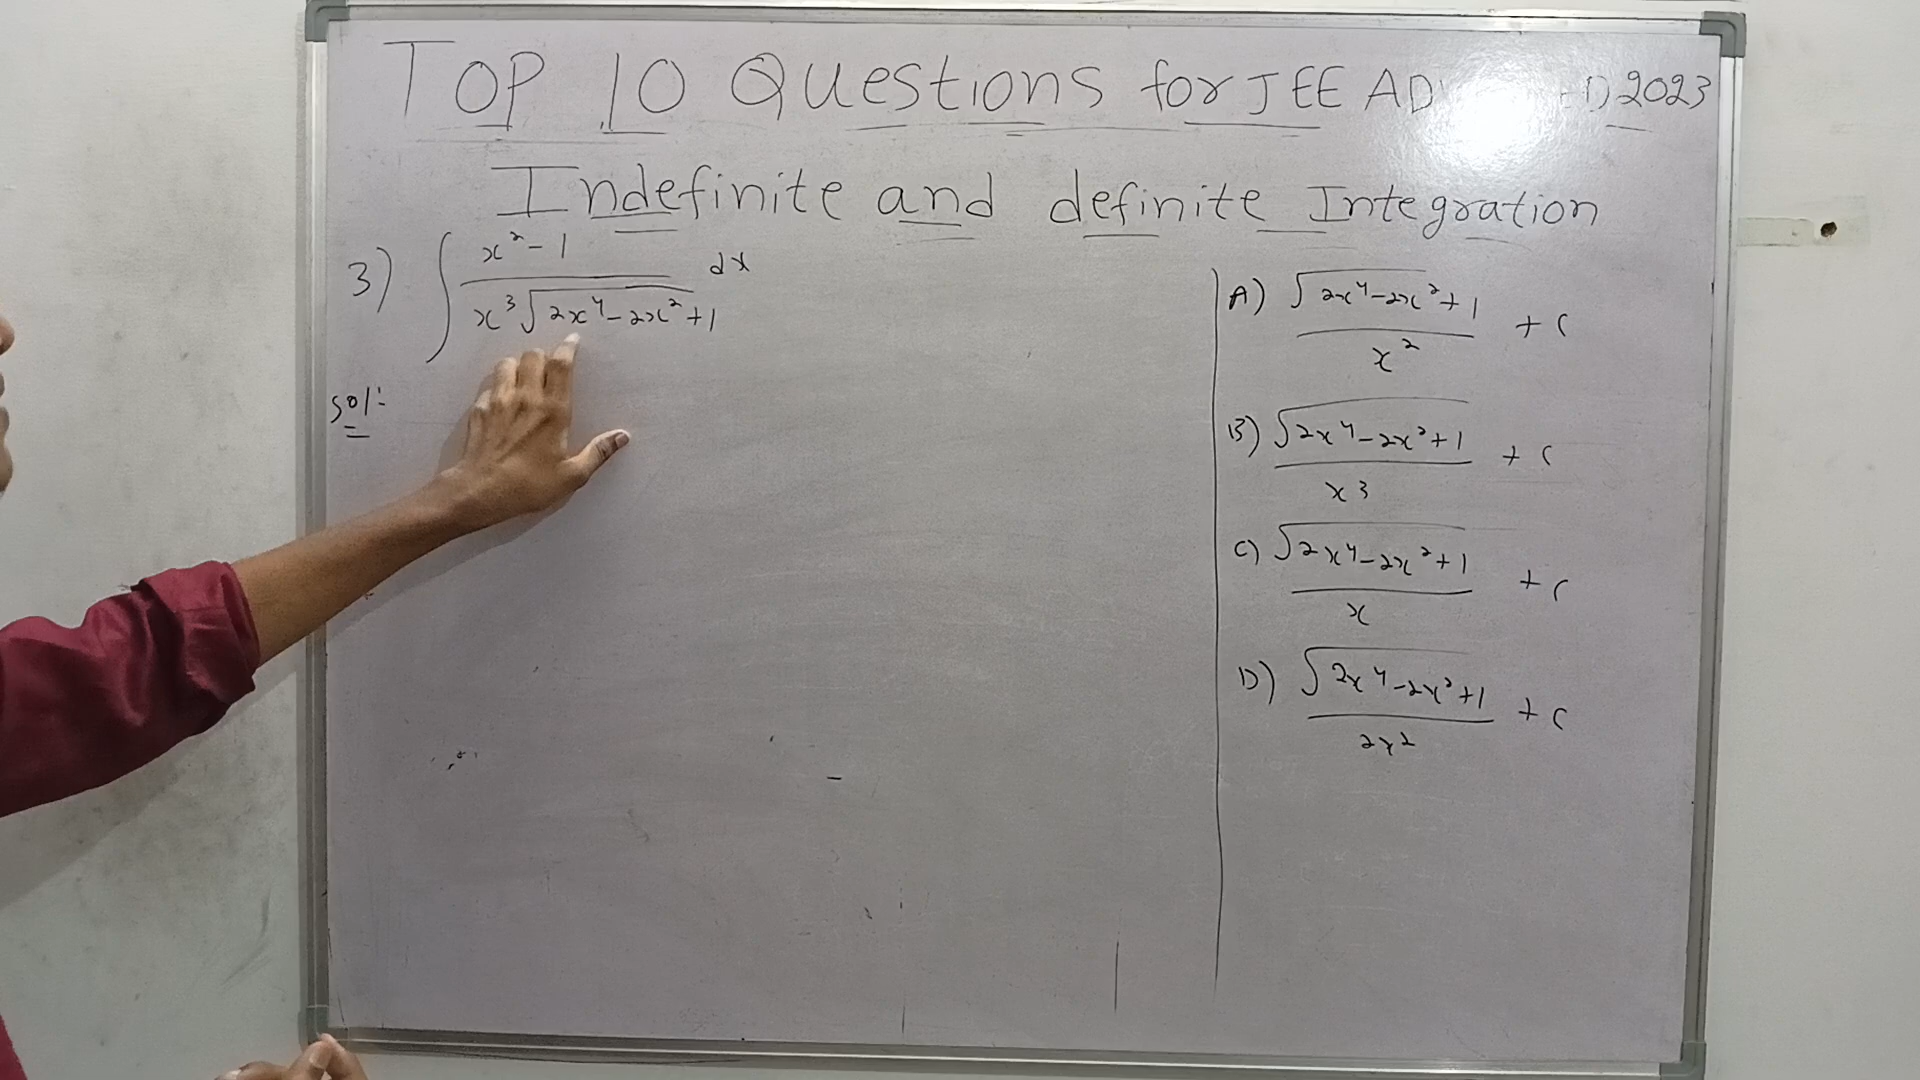 TOP 10 Questions for JEE 2023
Indefinite and definite Integration
3) ∫ x²-1 / x³√2x⁴-2x²+1 dx
Sol:-
A) √2x⁴-2x²+1 / x² + c
B) √2x⁴-2x²+1 / x3 + c
C) √2x⁴-2x²+1 / x + c
D) √2x⁴-2x²+1 / 2x² + c